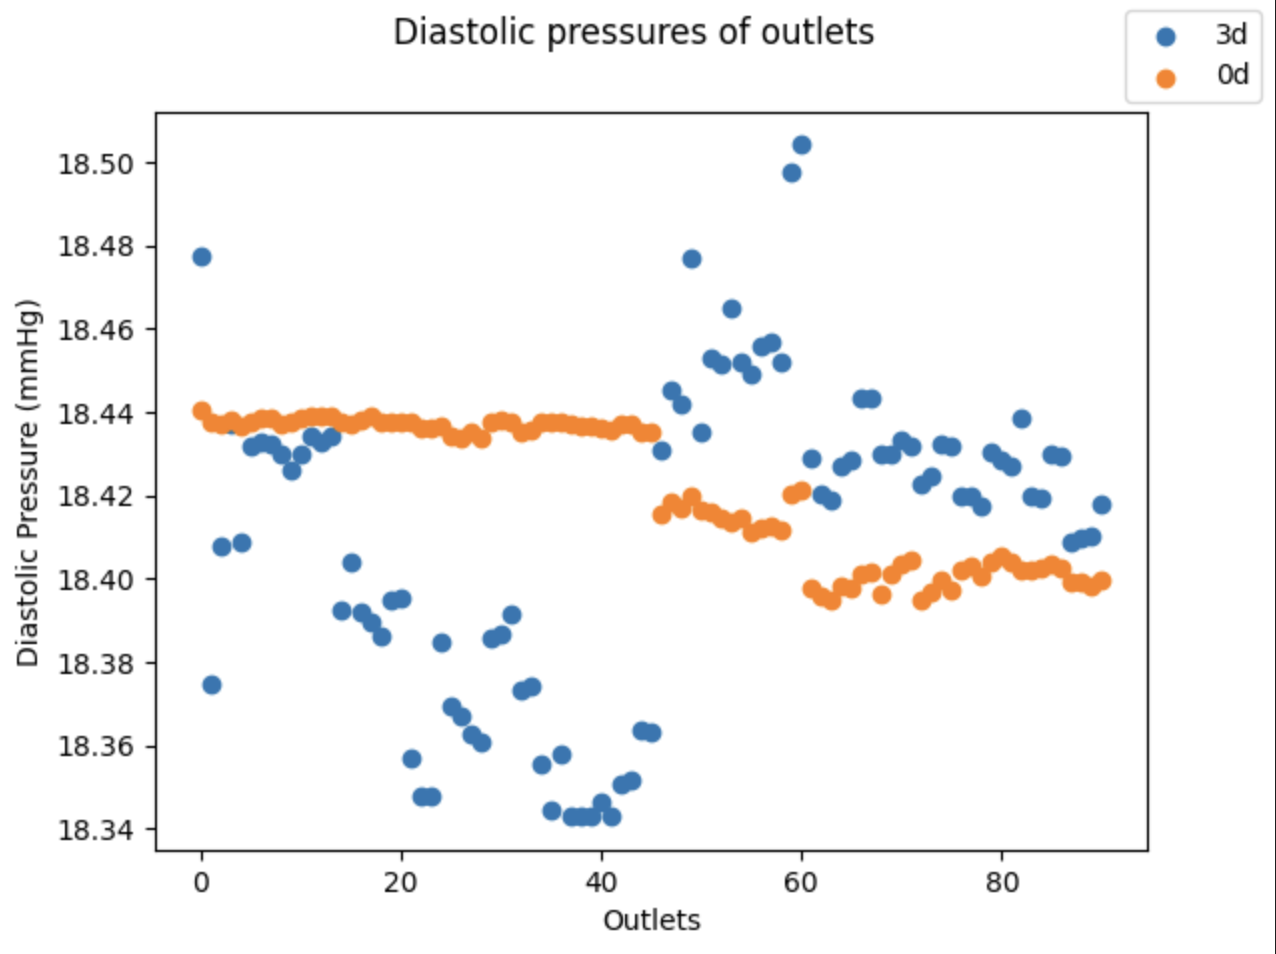 Diastolic pressures of outlets
3d
0d
18.50
18.48
18.46
18.44
18.42
18.40
18.38
18.36
18.34
Diastolic Pressure (mmHg)
0 20 40 60 80
Outlets